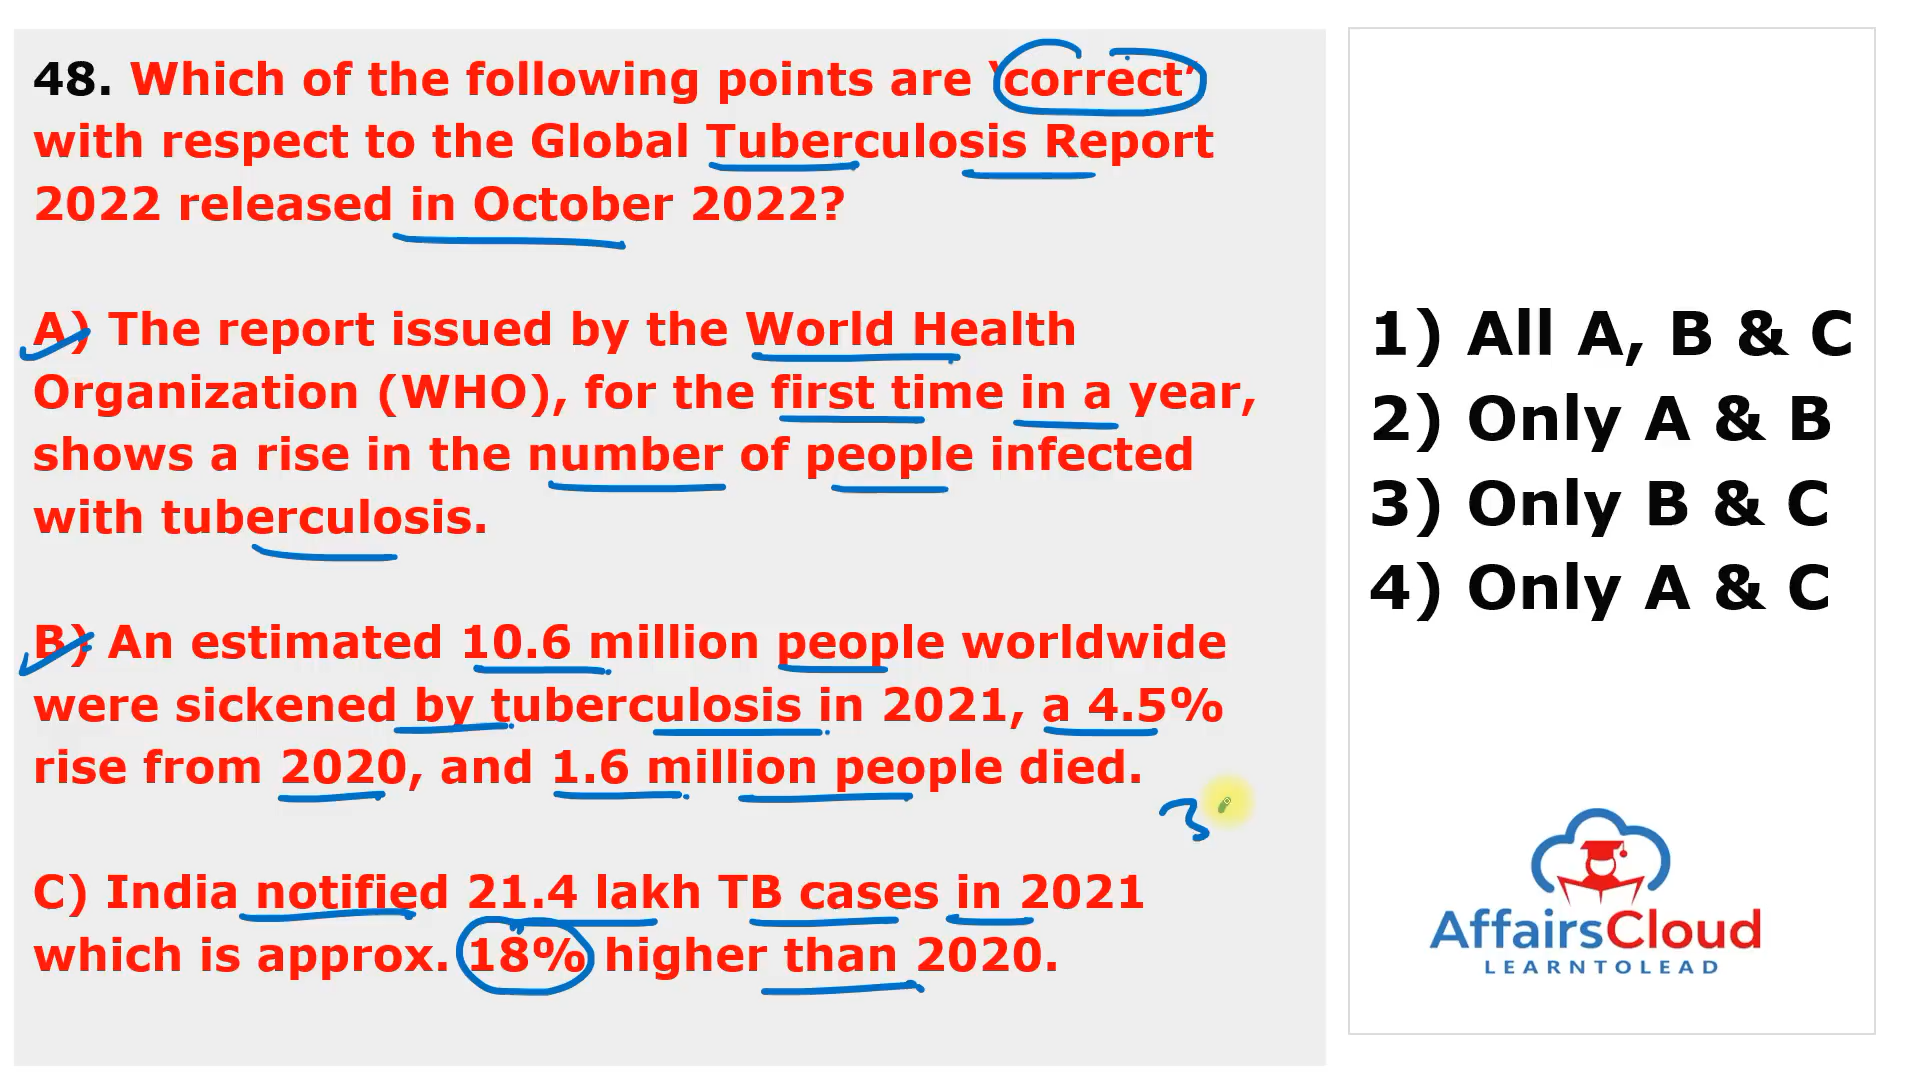 48. Which of the following points are ‘correct’
with respect to the Global Tuberculosis Report
2022 released in October 2022?
A) The report issued by the World Health
Organization (WHO), for the first time in a year,
shows a rise in the number of people infected
with tuberculosis.
B) An estimated 10.6 million people worldwide
were sickened by tuberculosis in 2021, a 4.5%
rise from 2020, and 1.6 million people died.
C) India notified 21.4 lakh TB cases in 2021
which is approx. 18% higher than 2020.
1) All A, B & C
2) Only A & B
3) Only B & C
4) Only A & C
AffairsCloud
LEARNTOLEAD